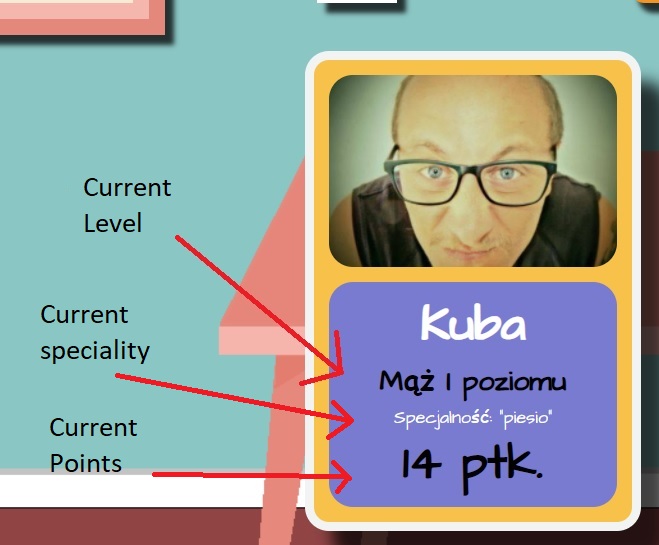 Current
Level
Current
speciality
Current
Points
Kuba
Mąż 1 poziomu
Specjalność: "piesio"
14 ptk.